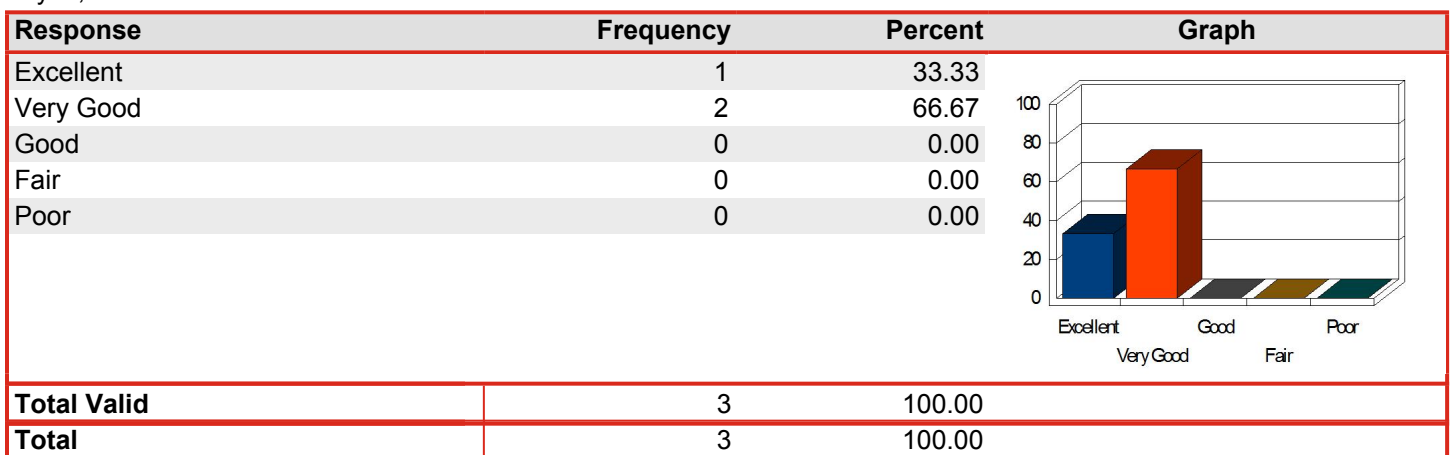 Response Frequency Percent Graph
Excellent 1 33.33
Very Good 2 66.67
Good 0 0.00
Fair 0 0.00
Poor 0 0.00
100
80
60
40
20
0
Excellent Good Poor
Very Good Fair
Total Valid 3 100.00
Total 3 100.00